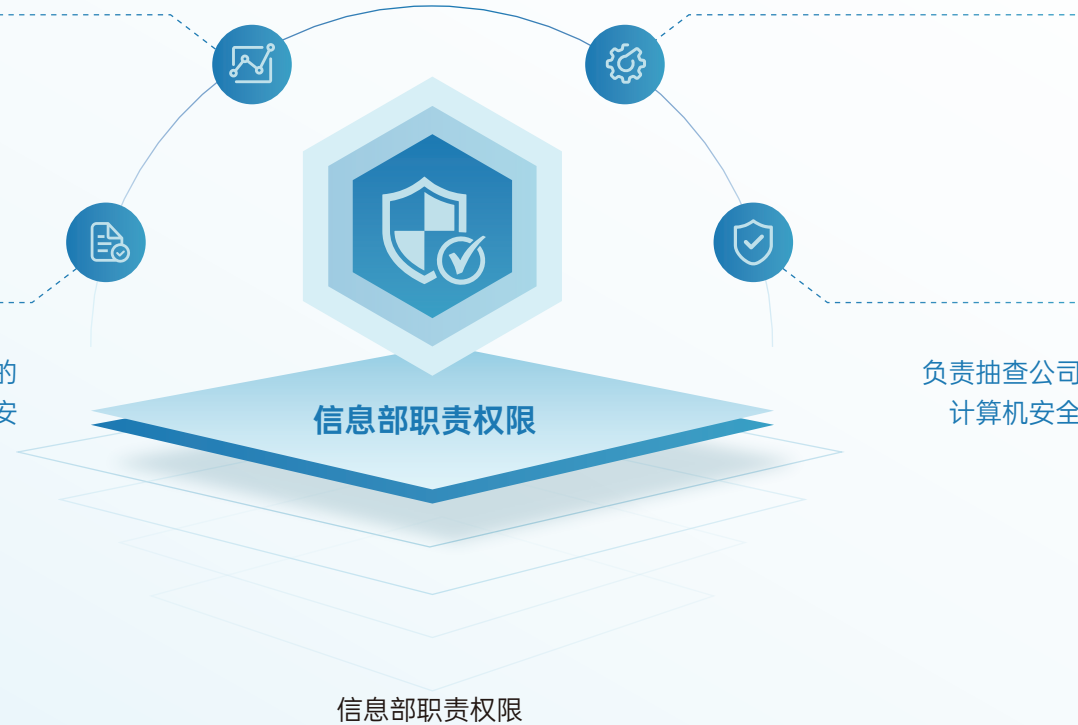 的
安
负责抽查公司
计算机安全
信息部职责权限
信息部职责权限